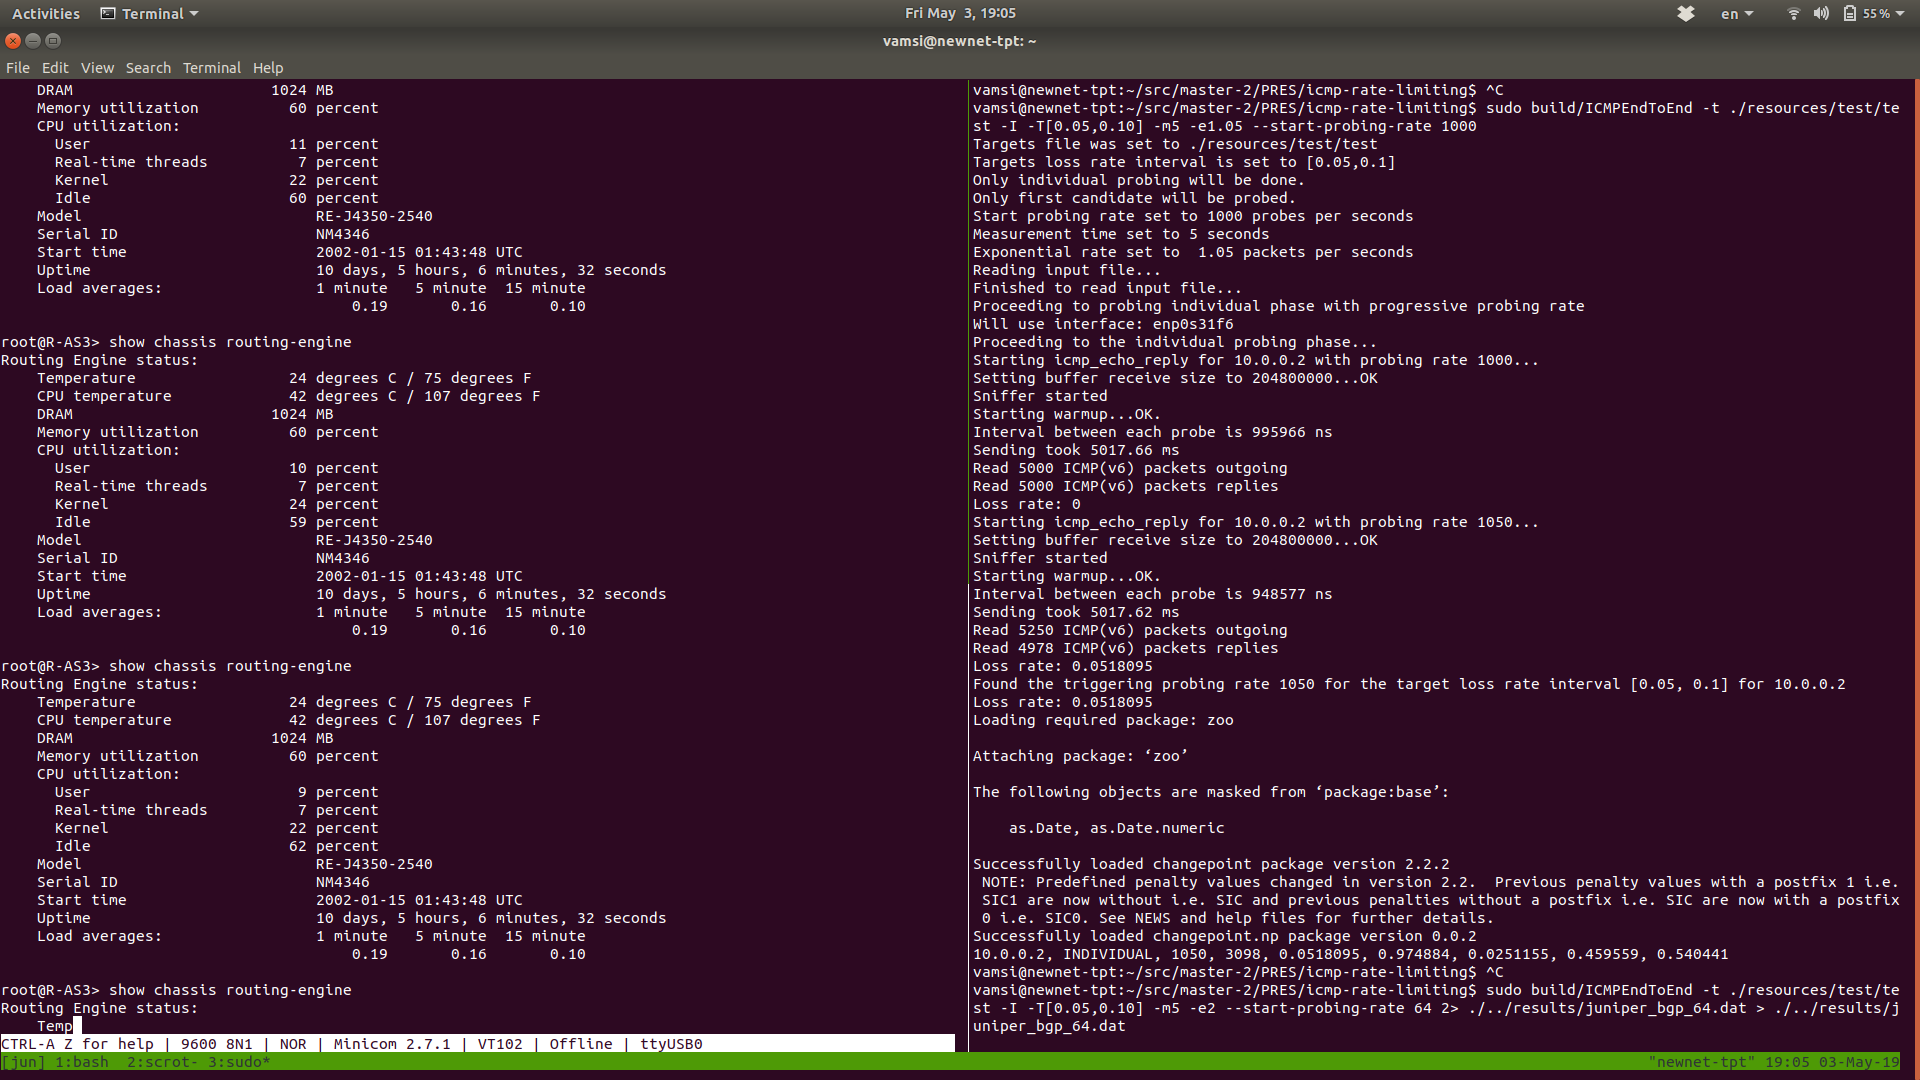 Activities Terminal Fri May 3, 19:05 en 55 %
vamsi@newnet-tpt: ~
File Edit View Search Terminal Help
DRAM 1024 MB
Memory utilization 60 percent
CPU utilization:
User 11 percent
Real-time threads 7 percent
Kernel 22 percent
Idle 60 percent
Model RE-J4350-2540
Serial ID NM4346
Start time 2002-01-15 01:43:48 UTC
Uptime 10 days, 5 hours, 6 minutes, 32 seconds
Load averages: 1 minute 5 minute 15 minute
0.19 0.16 0.10
root@R-AS3> show chassis routing-engine
Routing Engine status:
Temperature 24 degrees C / 75 degrees F
CPU temperature 42 degrees C / 107 degrees F
DRAM 1024 MB
Memory utilization 60 percent
CPU utilization:
User 10 percent
Real-time threads 7 percent
Kernel 24 percent
Idle 59 percent
Model RE-J4350-2540
Serial ID NM4346
Start time 2002-01-15 01:43:48 UTC
Uptime 10 days, 5 hours, 6 minutes, 32 seconds
Load averages: 1 minute 5 minute 15 minute
0.19 0.16 0.10
root@R-AS3> show chassis routing-engine
Routing Engine status:
Temperature 24 degrees C / 75 degrees F
CPU temperature 42 degrees C / 107 degrees F
DRAM 1024 MB
Memory utilization 60 percent
CPU utilization:
User 9 percent
Real-time threads 7 percent
Kernel 22 percent
Idle 62 percent
Model RE-J4350-2540
Serial ID NM4346
Start time 2002-01-15 01:43:48 UTC
Uptime 10 days, 5 hours, 6 minutes, 32 seconds
Load averages: 1 minute 5 minute 15 minute
0.19 0.16 0.10
root@R-AS3> show chassis routing-engine
Routing Engine status:
Temp
CTRL-A Z for help | 9600 8N1 | NOR | Minicom 2.7.1 | VT102 | Offline | ttyUSB0
vamsi@newnet-tpt:~/src/master-2/PRES/icmp-rate-limiting$ ^C
vamsi@newnet-tpt:~/src/master-2/PRES/icmp-rate-limiting$ sudo build/ICMPEndToEnd -t ./resources/test/te
st -I -T[0.05,0.10] -m5 -e1.05 --start-probing-rate 1000
Targets file was set to ./resources/test/test
Targets loss rate interval is set to [0.05,0.1]
Only individual probing will be done.
Only first candidate will be probed.
Start probing rate set to 1000 probes per seconds
Measurement time set to 5 seconds
Exponential rate set to  1.05 packets per seconds
Reading input file...
Finished to read input file...
Proceeding to probing individual phase with progressive probing rate
Will use interface: enp0s31f6
Proceeding to the individual probing phase...
Starting icmp_echo_reply for 10.0.0.2 with probing rate 1000...
Setting buffer receive size to 204800000...OK
Sniffer started
Starting warmup...OK.
Interval between each probe is 995966 ns
Sending took 5017.66 ms
Read 5000 ICMP(v6) packets outgoing
Read 5000 ICMP(v6) packets replies
Loss rate: 0
Starting icmp_echo_reply for 10.0.0.2 with probing rate 1050...
Setting buffer receive size to 204800000...OK
Sniffer started
Starting warmup...OK.
Interval between each probe is 948577 ns
Sending took 5017.62 ms
Read 5250 ICMP(v6) packets outgoing
Read 4978 ICMP(v6) packets replies
Loss rate: 0.0518095
Found the triggering probing rate 1050 for the target loss rate interval [0.05, 0.1] for 10.0.0.2
Loss rate: 0.0518095
Loading required package: zoo
Attaching package: ‘zoo’
The following objects are masked from ‘package:base’:
as.Date, as.Date.numeric
Successfully loaded changepoint package version 2.2.2
NOTE: Predefined penalty values changed in version 2.2.  Previous penalty values with a postfix 1 i.e.
SIC1 are now without i.e. SIC and previous penalties without a postfix i.e. SIC are now with a postfix
0 i.e. SIC0. See NEWS and help files for further details.
Successfully loaded changepoint.np package version 0.0.2
10.0.0.2, INDIVIDUAL, 1050, 3098, 0.0518095, 0.974884, 0.0251155, 0.459559, 0.540441
vamsi@newnet-tpt:~/src/master-2/PRES/icmp-rate-limiting$ ^C
vamsi@newnet-tpt:~/src/master-2/PRES/icmp-rate-limiting$ sudo build/ICMPEndToEnd -t ./resources/test/te
st -I -T[0.05,0.10] -m5 -e2 --start-probing-rate 64 2> ./../results/juniper_bgp_64.dat > ./../results/j
uniper_bgp_64.dat
[jun] 1:bash  2:scrot- 3:sudo* "newnet-tpt" 19:05 03-May-19